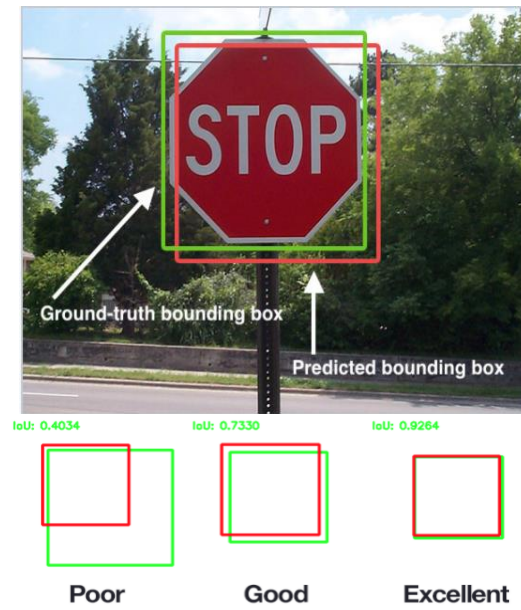 STOP
Ground-truth bounding box
Predicted bounding box
IoU: 0.4034 IoU: 0.7330 IoU: 0.9264
Poor Good Excellent